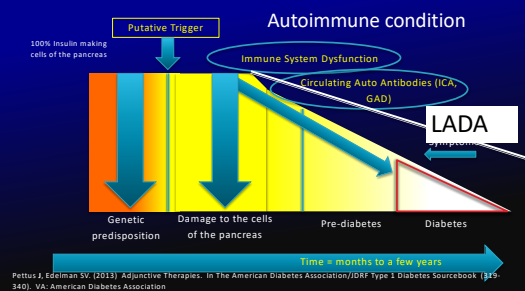 Autoimmune condition
Putative Trigger
100% Insulin making
cells of the pancreas
Immune System Dysfunction
Circulating Auto Antibodies (ICA,
GAD)
LADA
Genetic
predisposition
Damage to the cells
of the pancreas
Pre-diabetes
Diabetes
Time = months to a few years
Pettus J, Edelman SV. (2013) Adjunctive Therapies. In The American Diabetes Association/JDRF Type 1 Diabetes Sourcebook (319-
340). VA: American Diabetes Association